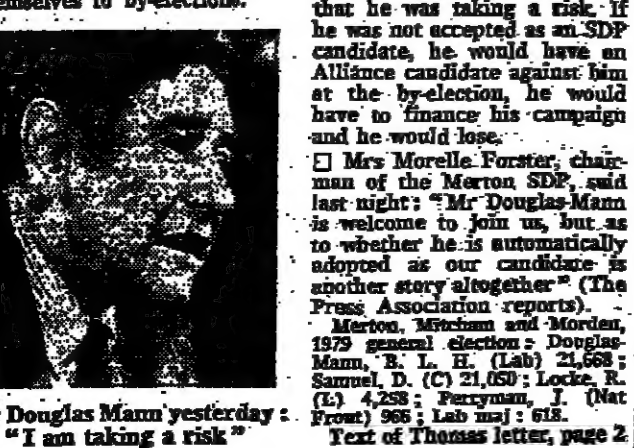 themselves to by-elections.
Douglas Mann yesterday :
“I am taking a risk”
that he was taking a risk. If
he was not accepted as an SDP
candidate, he would have an
Alliance candidate against him
at the by-election, he would
have to finance his campaign
and he would lose.
□ Mrs Morelle Forster, chair-
man of the Merton SDP, said
last night: “Mr Douglas-Mann
is welcome to join us, but as
to whether he is automatically
adopted as our candidate is
another story altogether” (The
Press Association reports).
Merton, Mitcham and Morden,
1979 general election: Douglas-
Mann, B. L. H. (Lab) 21,668;
Samuel, D. (C) 21,050; Locke, R.
(L) 4,258; Perryman, J. (Nat
Front) 966; Lab maj: 618.
Text of Thomas letter, page 2